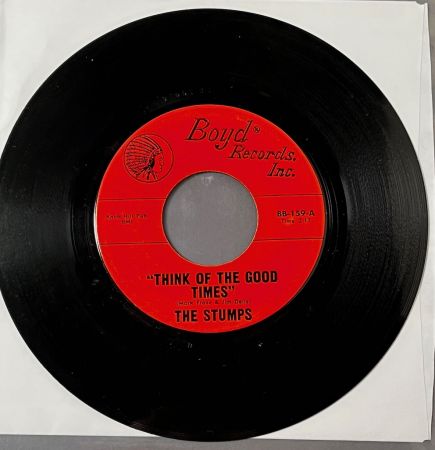 Boyd®
Records,
Inc.
BB-159-A
"THINK OF THE GOOD
TIMES"
THE STUMPS